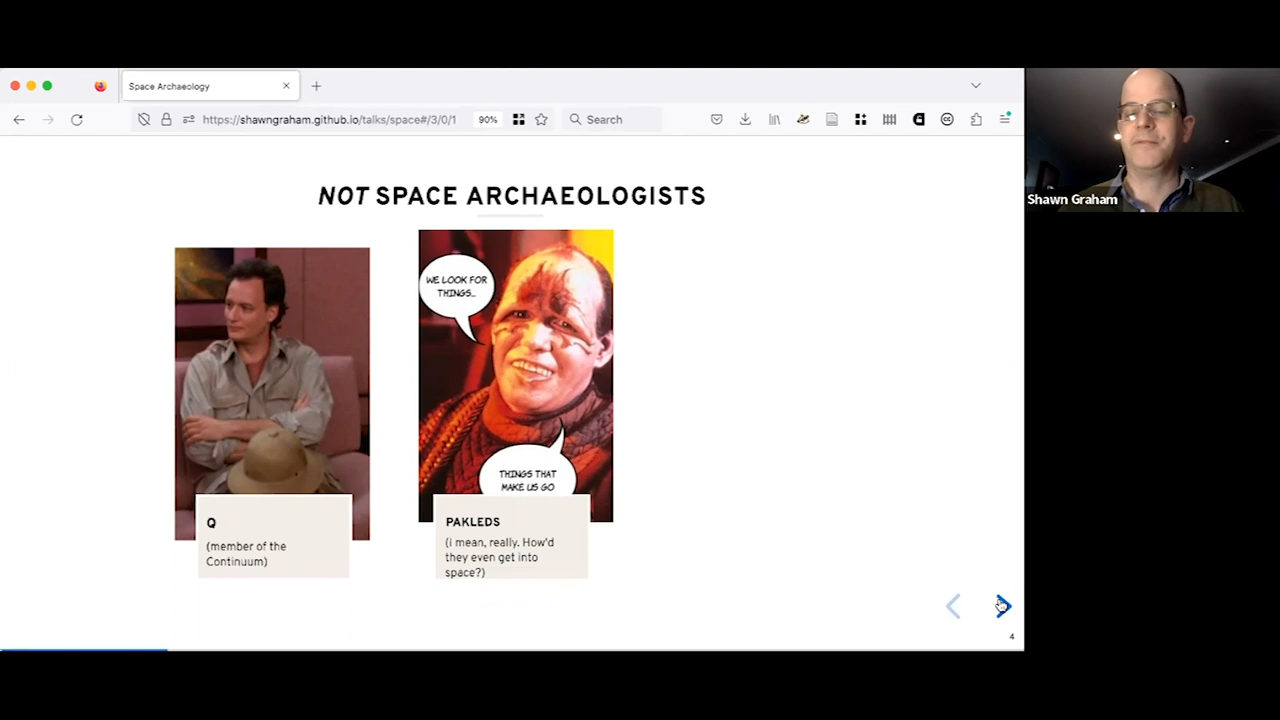 Space Archaeology
https://shawngraham.github.io/talks/space#/3/0/1
90%
Search
Shawn Graham
NOT SPACE ARCHAEOLOGISTS
WE LOOK FOR
THINGS...
THINGS THAT
MAKE US GO
Q
(member of the
Continuum)
PAKLEDS
(I mean, really. How'd
they even get into
space?)
4